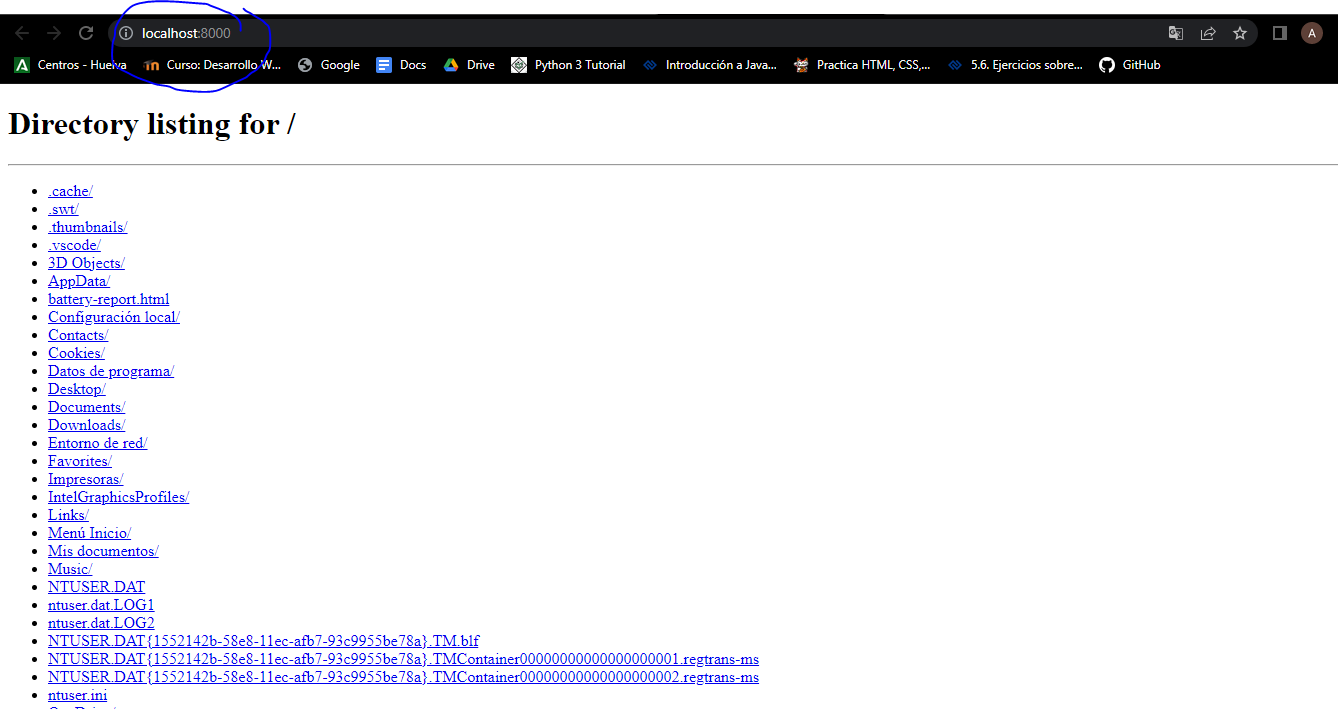 localhost:8000
A
Centros - Huelva Curso: Desarrollo W... Google Docs Drive Python 3 Tutorial Introducción a Java... Practica HTML, CSS,... 5.6. Ejercicios sobre... GitHub
Directory listing for /
.cache/
.swt/
.thumbnails/
.vscode/
3D Objects/
AppData/
battery-report.html
Configuración local/
Contacts/
Cookies/
Datos de programa/
Desktop/
Documents/
Downloads/
Entorno de red/
Favorites/
Impresoras/
IntelGraphicsProfiles/
Links/
Menú Inicio/
Mis documentos/
Music/
NTUSER.DAT
ntuser.dat.LOG1
ntuser.dat.LOG2
NTUSER.DAT{1552142b-58e8-11ec-afb7-93c9955be78a}.TM.blf
NTUSER.DAT{1552142b-58e8-11ec-afb7-93c9955be78a}.TMContainer00000000000000000001.regtrans-ms
NTUSER.DAT{1552142b-58e8-11ec-afb7-93c9955be78a}.TMContainer00000000000000000002.regtrans-ms
ntuser.ini